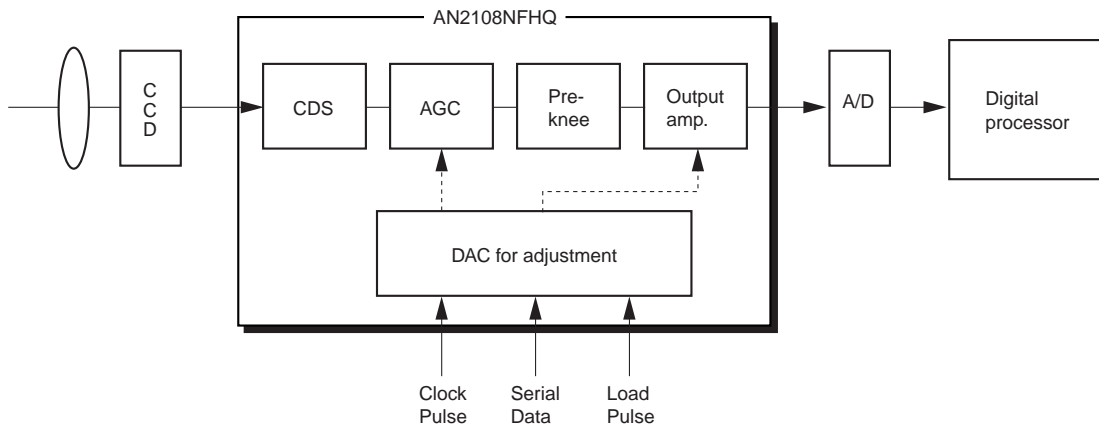 AN2108NFHQ
C
C
D
CDS
AGC
Pre-
knee
Output
amp.
A/D
Digital
processor
DAC for adjustment
Clock
Pulse
Serial
Data
Load
Pulse